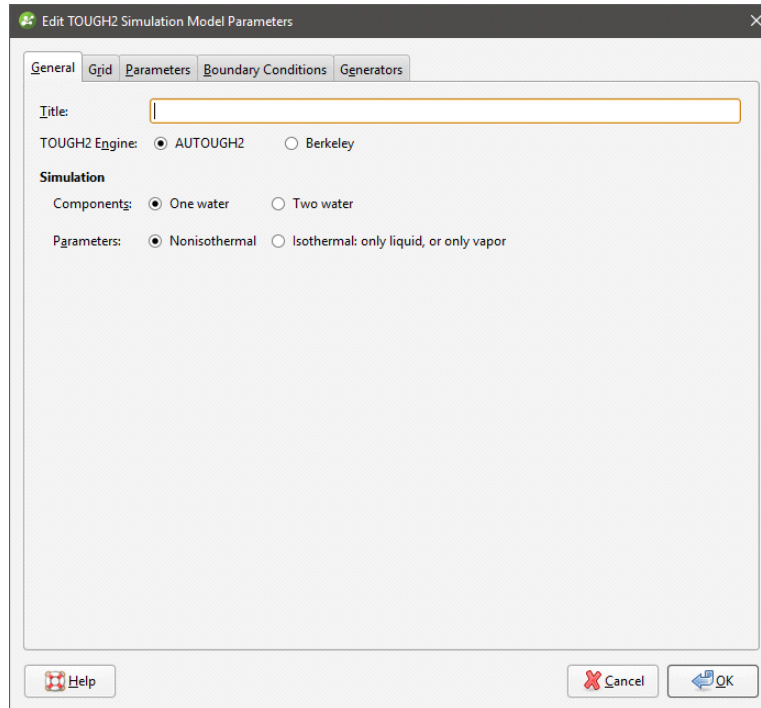 Edit TOUGH2 Simulation Model Parameters
General Grid Parameters Boundary Conditions Generators
Title:
TOUGH2 Engine: AUTOUGH2 Berkeley
Simulation
Components: One water Two water
Parameters: Nonisothermal Isothermal: only liquid, or only vapor
Help Cancel OK